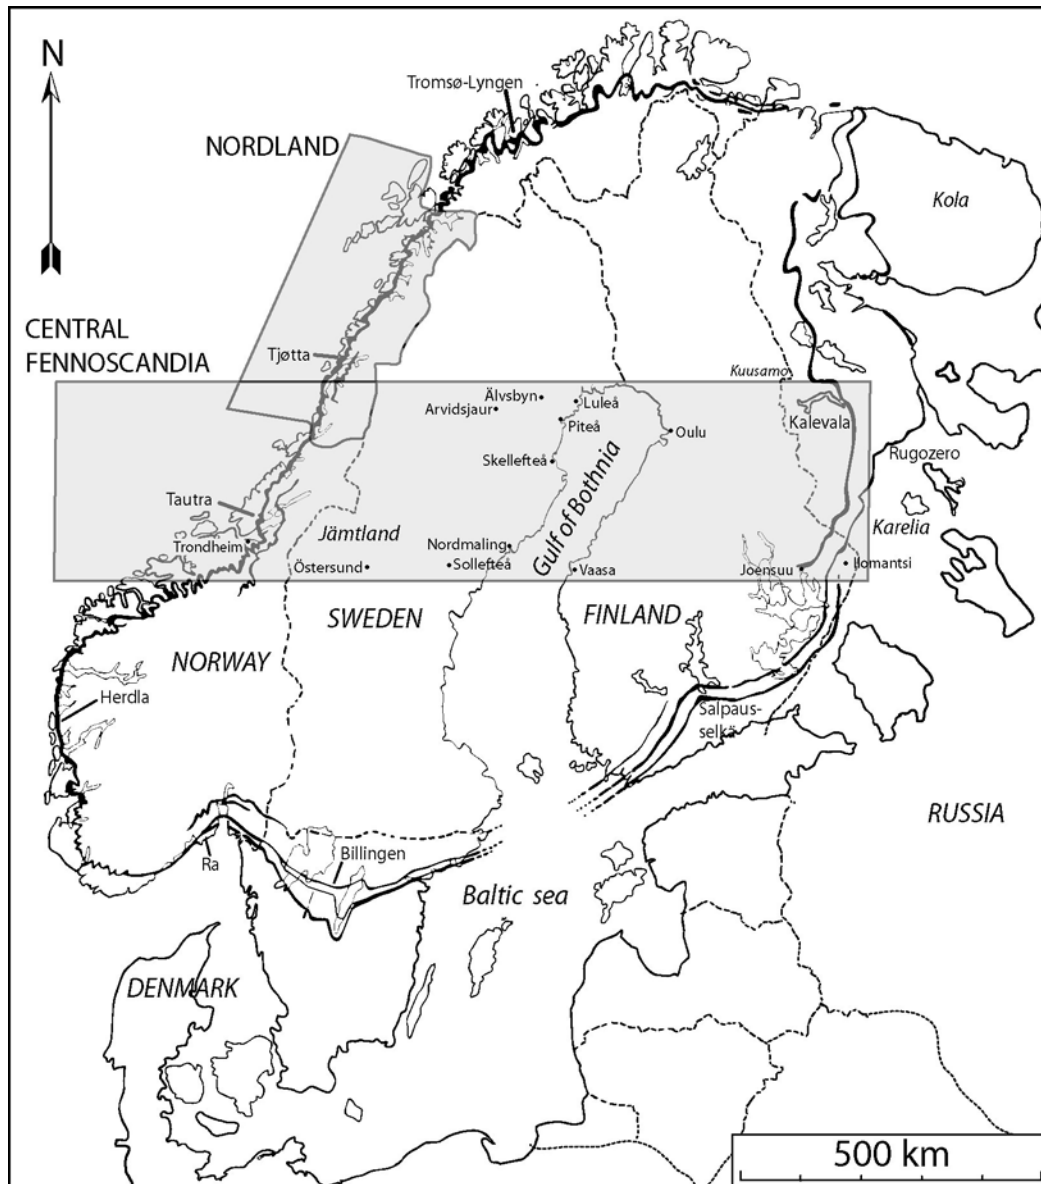 N
Tromsø-Lyngen
NORDLAND
Kola
CENTRAL
FENNOSCANDIA
Tjøtta
Kuusamo
Älvsbyn
Luleå
Arvidsjaur
Piteå
Oulu
Kalevala
Skellefteå
Rugozero
Gulf of Bothnia
Tautra
Karelia
Jämtland
Trondheim
Nordmaling
Östersund
Sollefteå
Vaasa
Joensuu
Ilomantsi
SWEDEN
FINLAND
NORWAY
Herdla
Salpaus-
selkä
RUSSIA
Ra
Billingen
Baltic sea
DENMARK
500 km